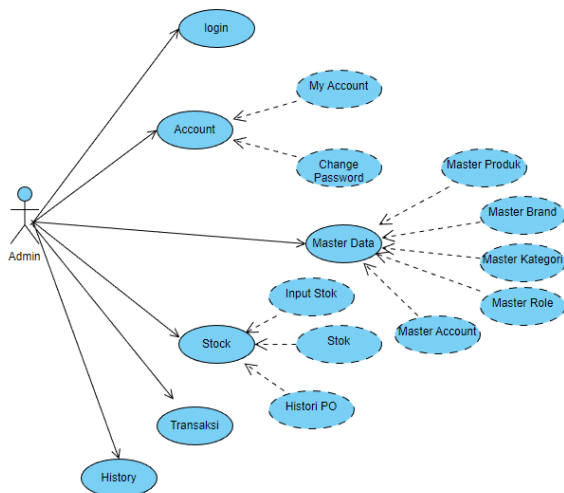 login
My Account
Account
Change
Password
Master Produk
Master Brand
Admin
Master Data
Master Kategori
Input Stok
Master Role
Master Account
Stock
Stok
Histori PO
Transaksi
History